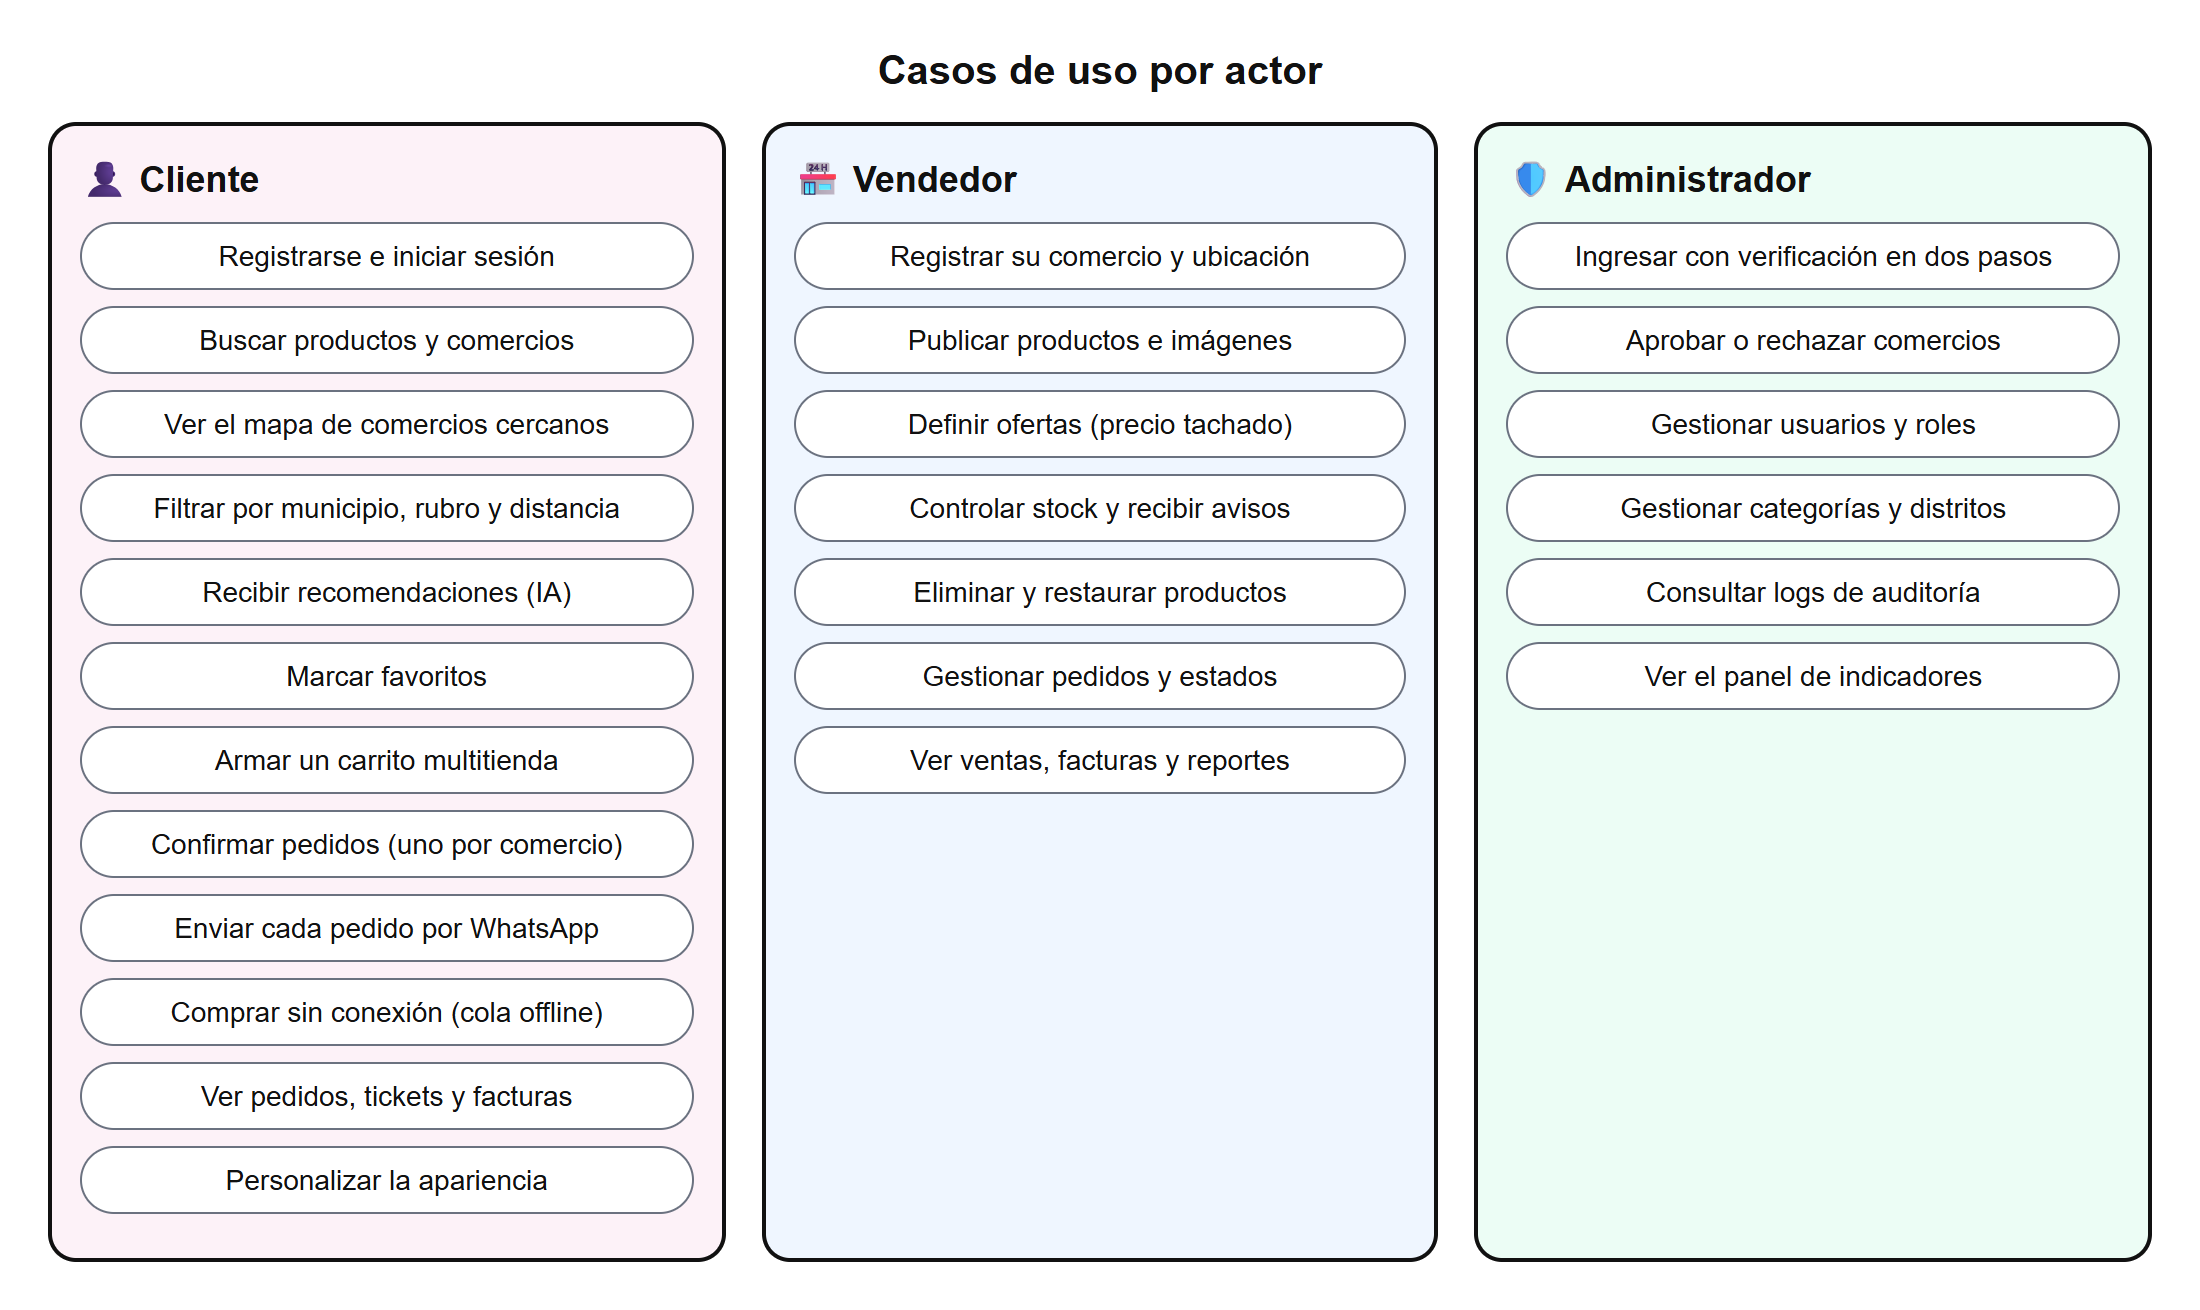 Casos de uso por actor
Cliente
Registrarse e iniciar sesión
Buscar productos y comercios
Ver el mapa de comercios cercanos
Filtrar por municipio, rubro y distancia
Recibir recomendaciones (IA)
Marcar favoritos
Armar un carrito multitienda
Confirmar pedidos (uno por comercio)
Enviar cada pedido por WhatsApp
Comprar sin conexión (cola offline)
Ver pedidos, tickets y facturas
Personalizar la apariencia
24H
Vendedor
Registrar su comercio y ubicación
Publicar productos e imágenes
Definir ofertas (precio tachado)
Controlar stock y recibir avisos
Eliminar y restaurar productos
Gestionar pedidos y estados
Ver ventas, facturas y reportes
Administrador
Ingresar con verificación en dos pasos
Aprobar o rechazar comercios
Gestionar usuarios y roles
Gestionar categorías y distritos
Consultar logs de auditoría
Ver el panel de indicadores